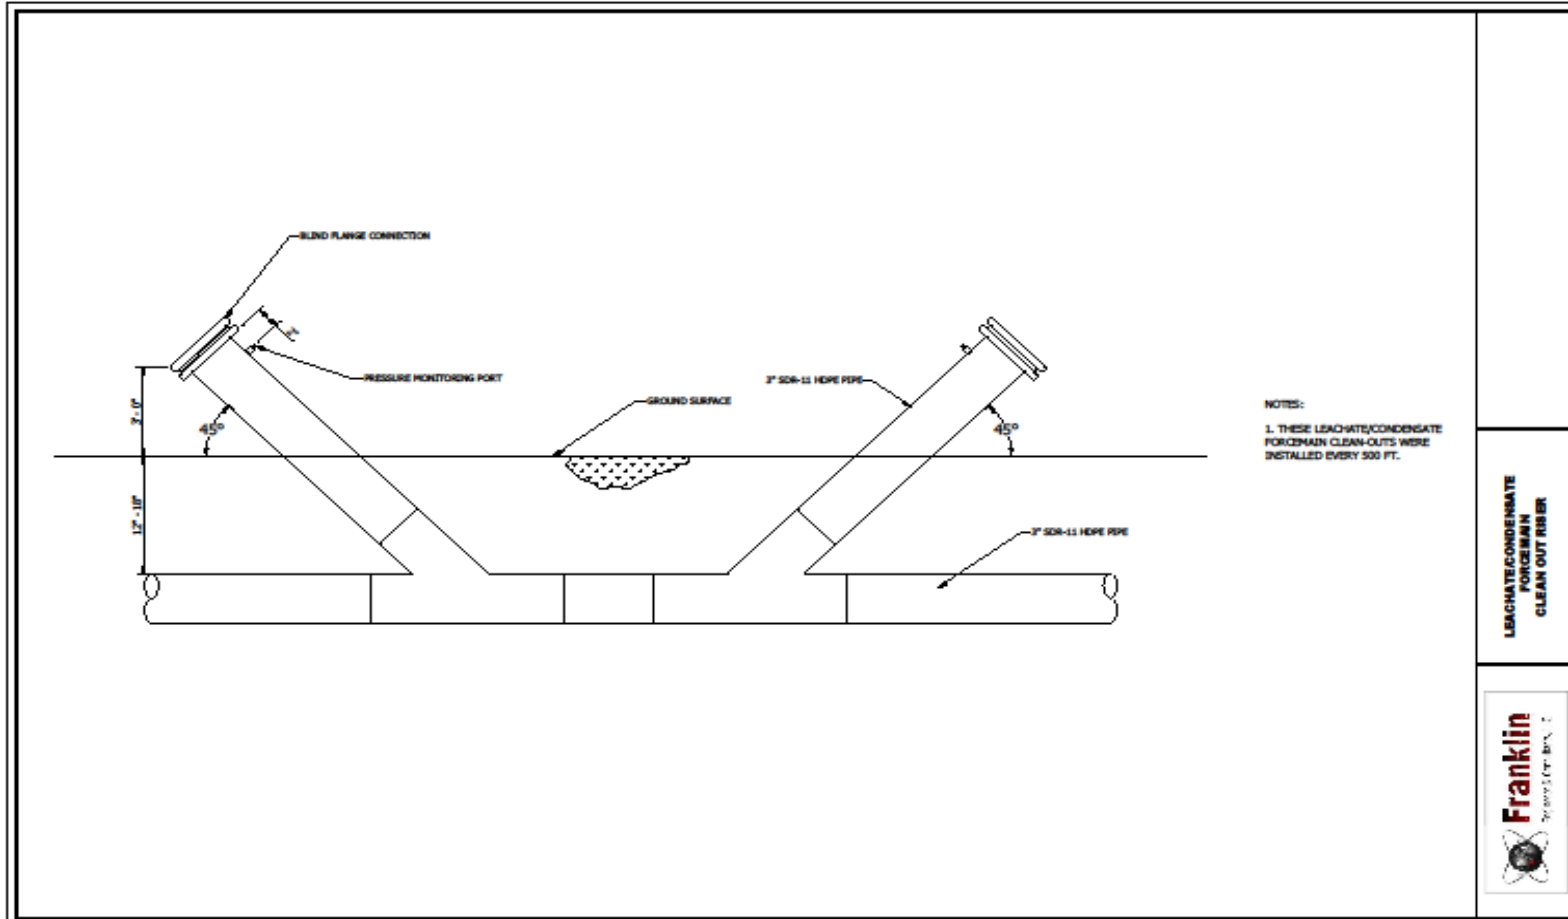 BLIND FLANGE CONNECTION
PRESSURE MONITORING PORT
3" SDR-11 HDPE PIPE
GROUND SURFACE
3' - 0"
45°
45°
12" - 18"
3" SDR-11 HDPE PIPE
NOTES:
1. THESE LEACHATE/CONDENSATE
FORCEMAIN CLEAN-OUTS WERE
INSTALLED EVERY 500 FT.
LEACHATE/CONDENSATE
FORCEMAIN
CLEAN OUT RISER
Franklin